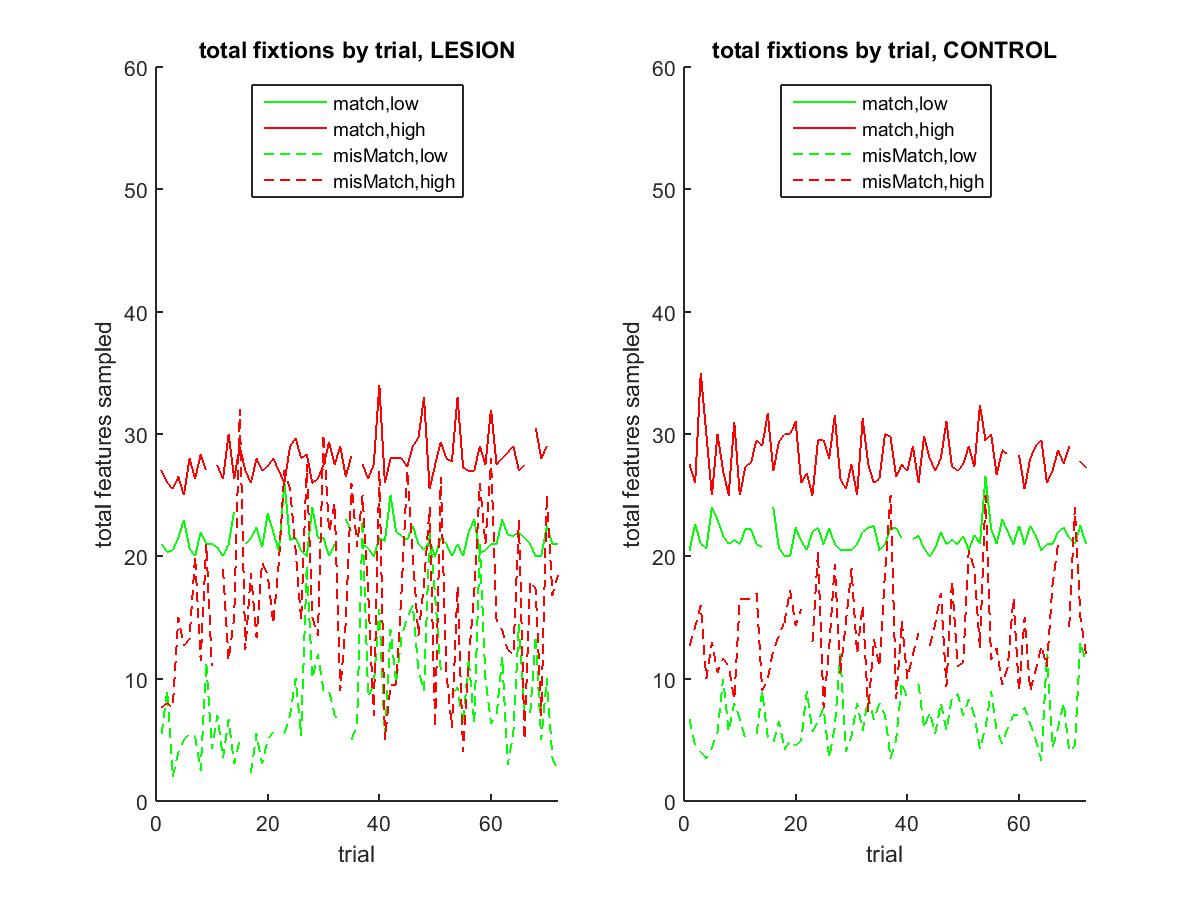 total fixtions by trial, LESION
match,low
match,high
misMatch,low
misMatch,high
60
50
40
30
20
10
0
total features sampled
0 20 40 60
trial
total fixtions by trial, CONTROL
match,low
match,high
misMatch,low
misMatch,high
60
50
40
30
20
10
0
total features sampled
0 20 40 60
trial